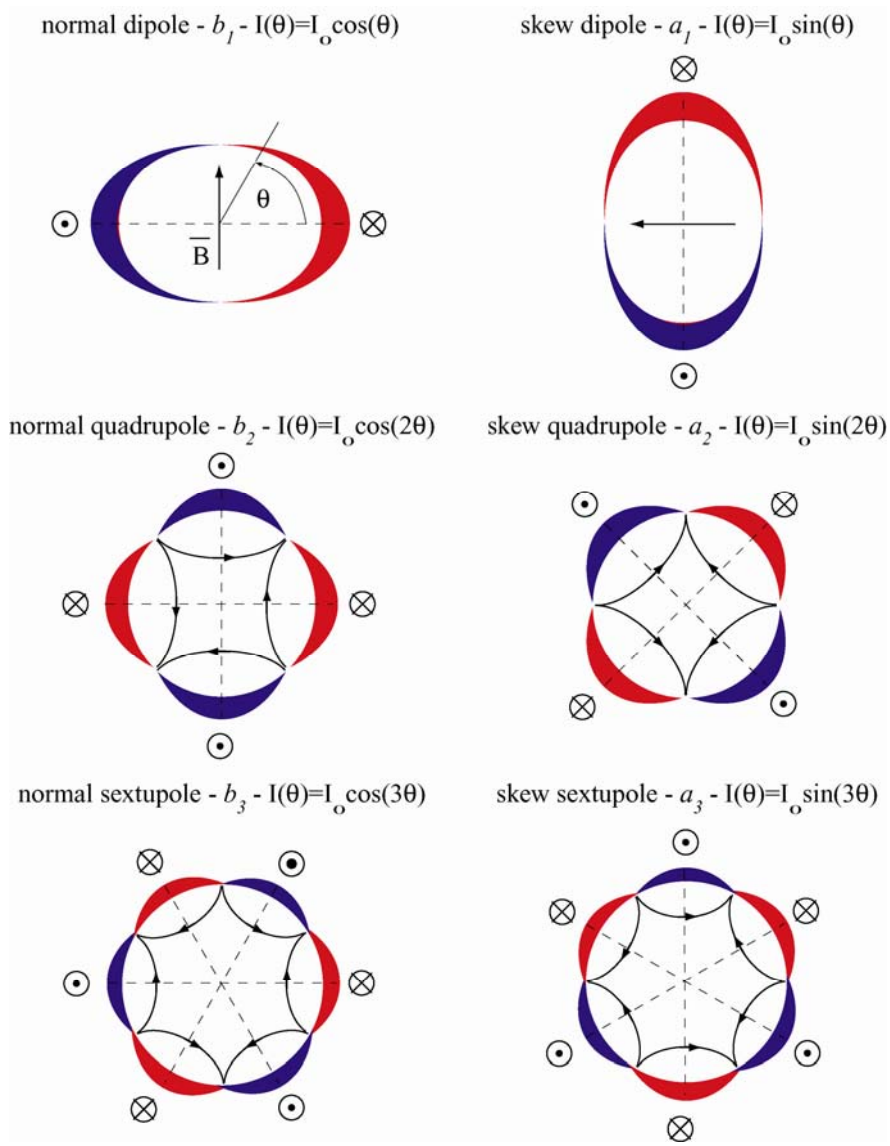 normal dipole - b₁ - I(θ)=Iₒcos(θ)
skew dipole - a₁ - I(θ)=Iₒsin(θ)
θ
B̅
normal quadrupole - b₂ - I(θ)=Iₒcos(2θ)
skew quadrupole - a₂ - I(θ)=Iₒsin(2θ)
normal sextupole - b₃ - I(θ)=Iₒcos(3θ)
skew sextupole - a₃ - I(θ)=Iₒsin(3θ)